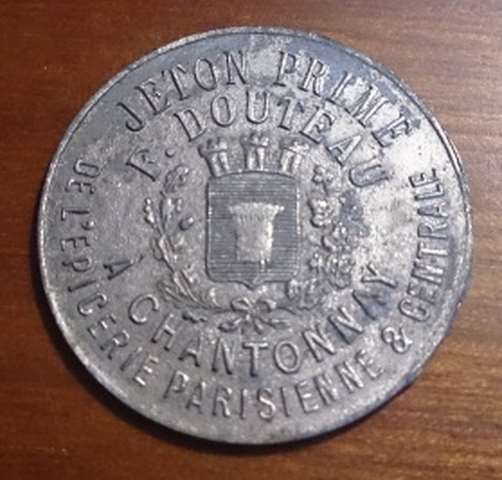 JETON PRIME
DE L'EPICERIE PARISIENNE & CENTRALE
F. DOUTEAU
À CHANTONNAY